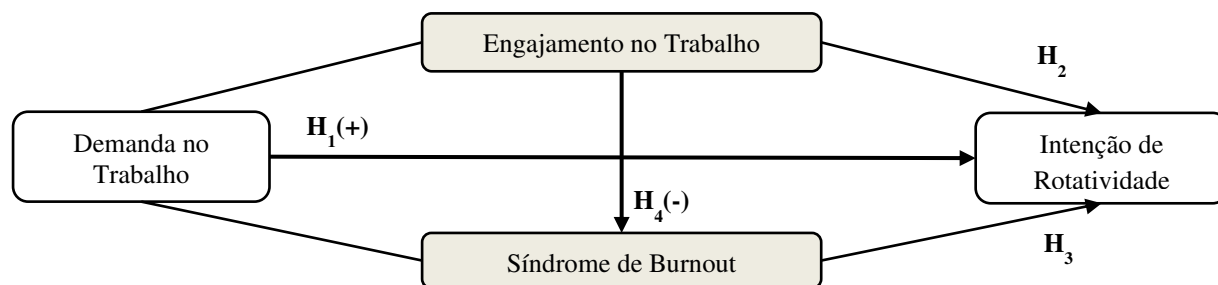 Engajamento no Trabalho
H2
H1(+)
Demanda no
Trabalho
Intenção de
Rotatividade
H4(-)
Síndrome de Burnout
H3